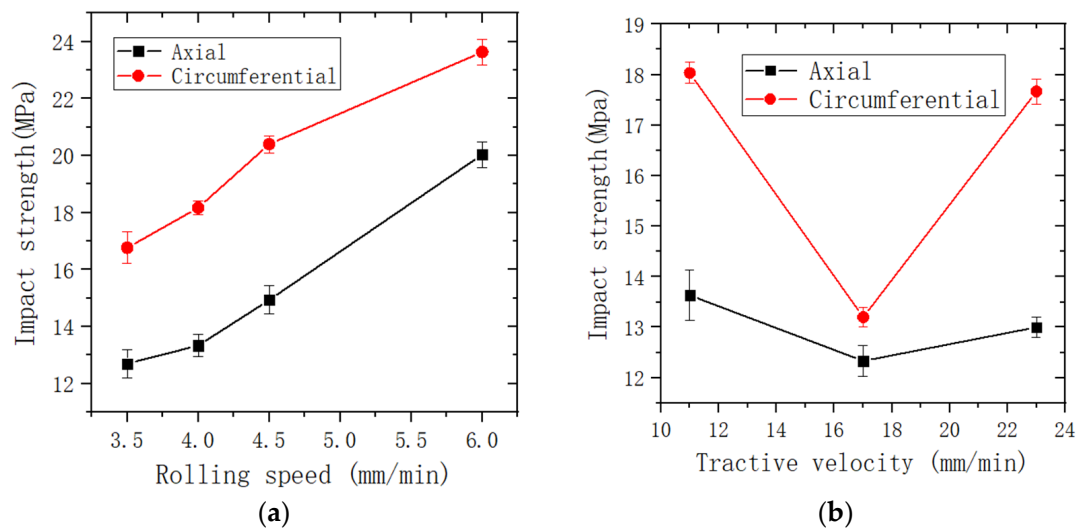 24
22
20
18
16
14
12
Impact strength(MPa)
Axial
Circumferential
3.5
4.0
4.5
5.0
5.5
6.0
Rolling speed (mm/min)
(a)
19
18
17
16
15
14
13
12
Impact strength(Mpa)
Axial
Circumferential
10
12
14
16
18
20
22
24
Tractive velocity (mm/min)
(b)